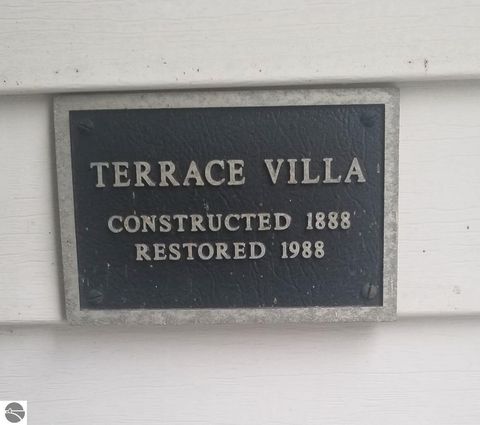 TERRACE VILLA
CONSTRUCTED 1888
RESTORED 1988